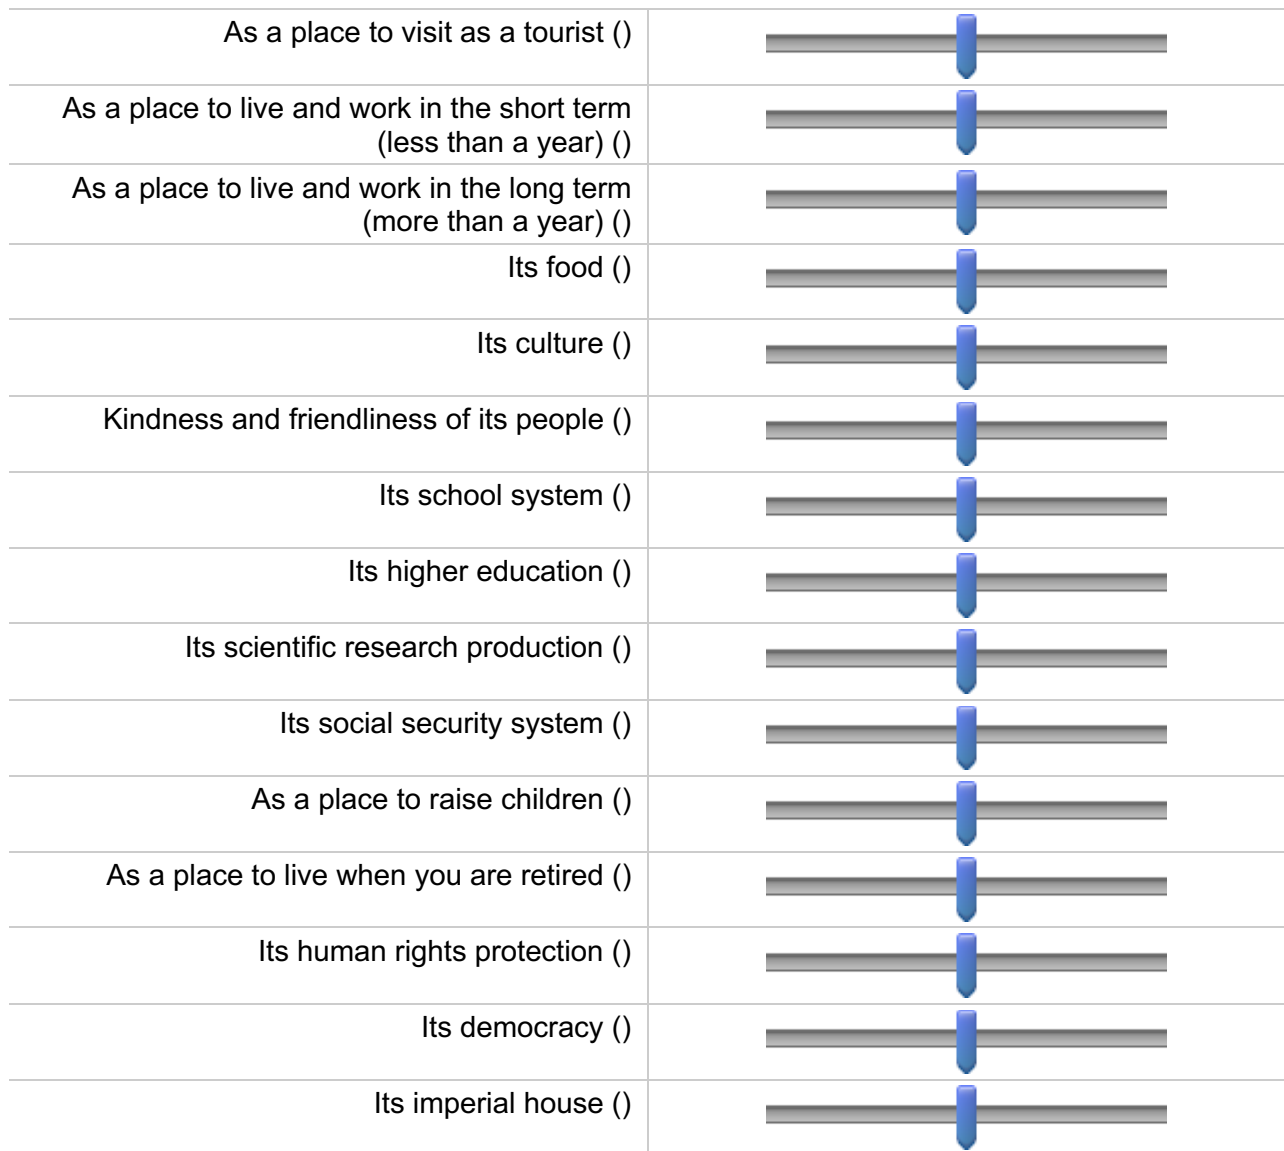 As a place to visit as a tourist ()
As a place to live and work in the short term
(less than a year) ()
As a place to live and work in the long term
(more than a year) ()
Its food ()
Its culture ()
Kindness and friendliness of its people ()
Its school system ()
Its higher education ()
Its scientific research production ()
Its social security system ()
As a place to raise children ()
As a place to live when you are retired ()
Its human rights protection ()
Its democracy ()
Its imperial house ()